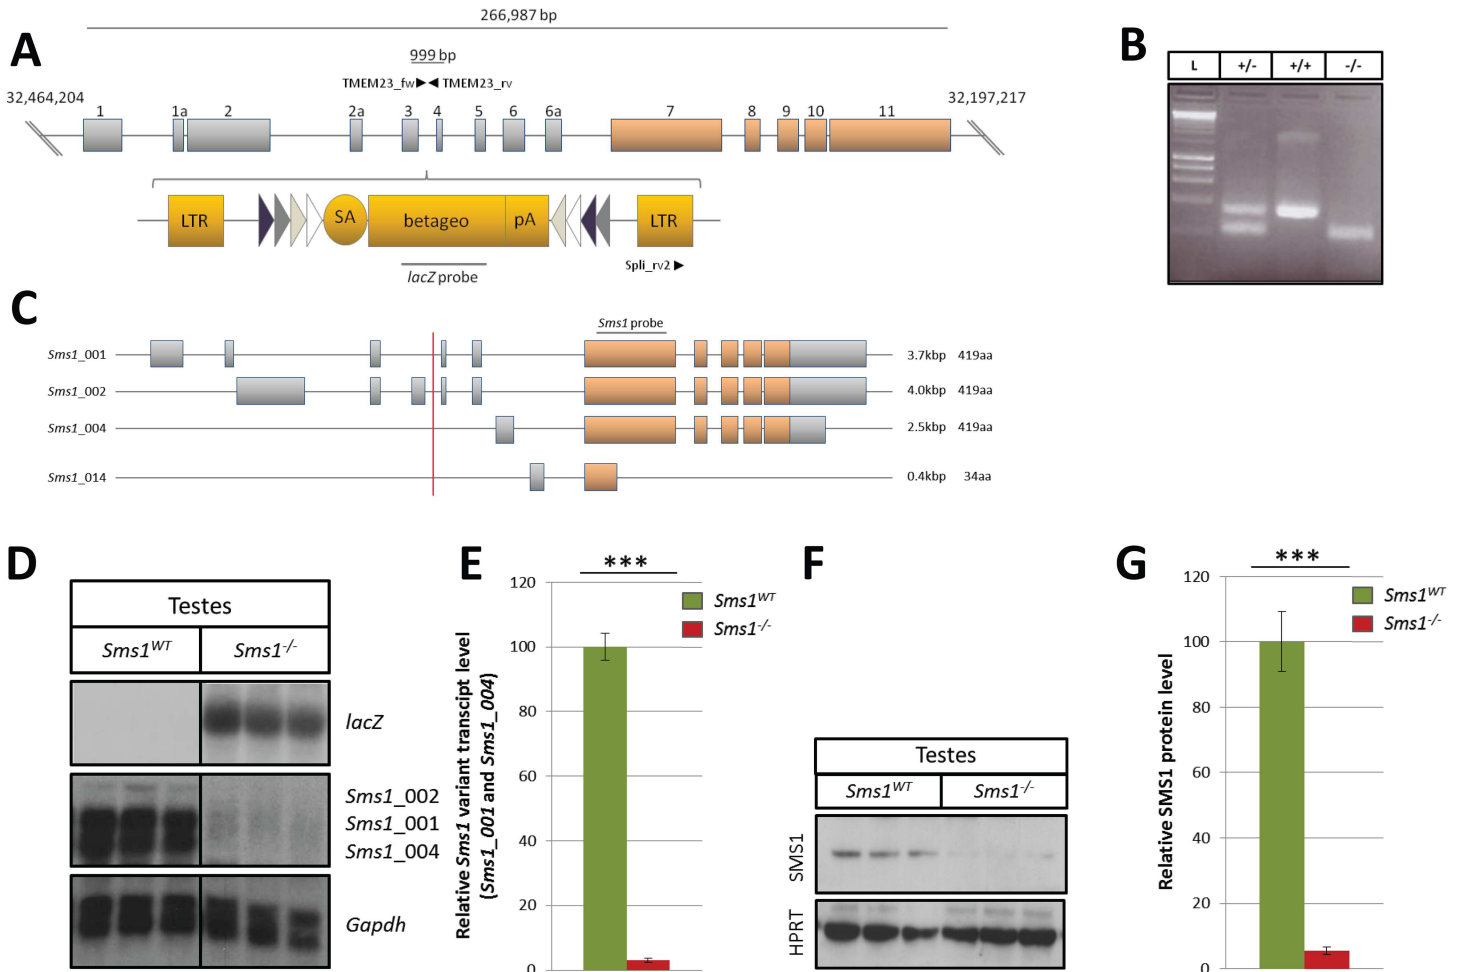 A
266,987 bp
999 bp
TMEM23_fw TMEM23_rv
32,464,204
32,197,217
1 1a 2 2a 3 4 5 6 6a 7 8 9 10 11
LTR SA betageo pA LTR
lacZ probe
Spli_rv2
B
L +/- +/+ -/-
C
Sms1 probe
Sms1_001 3.7kbp 419aa
Sms1_002 4.0kbp 419aa
Sms1_004 2.5kbp 419aa
Sms1_014 0.4kbp 34aa
D
Testes
Sms1WT Sms1-/-
lacZ
Sms1_002
Sms1_001
Sms1_004
Gapdh
E
***
Relative Sms1 variant transcipt level
(Sms1_001 and Sms1_004)
120
100
80
60
40
20
0
Sms1WT
Sms1-/-
F
Testes
Sms1WT Sms1-/-
SMS1
HPRT
G
***
Relative SMS1 protein level
120
100
80
60
40
20
0
Sms1WT
Sms1-/-